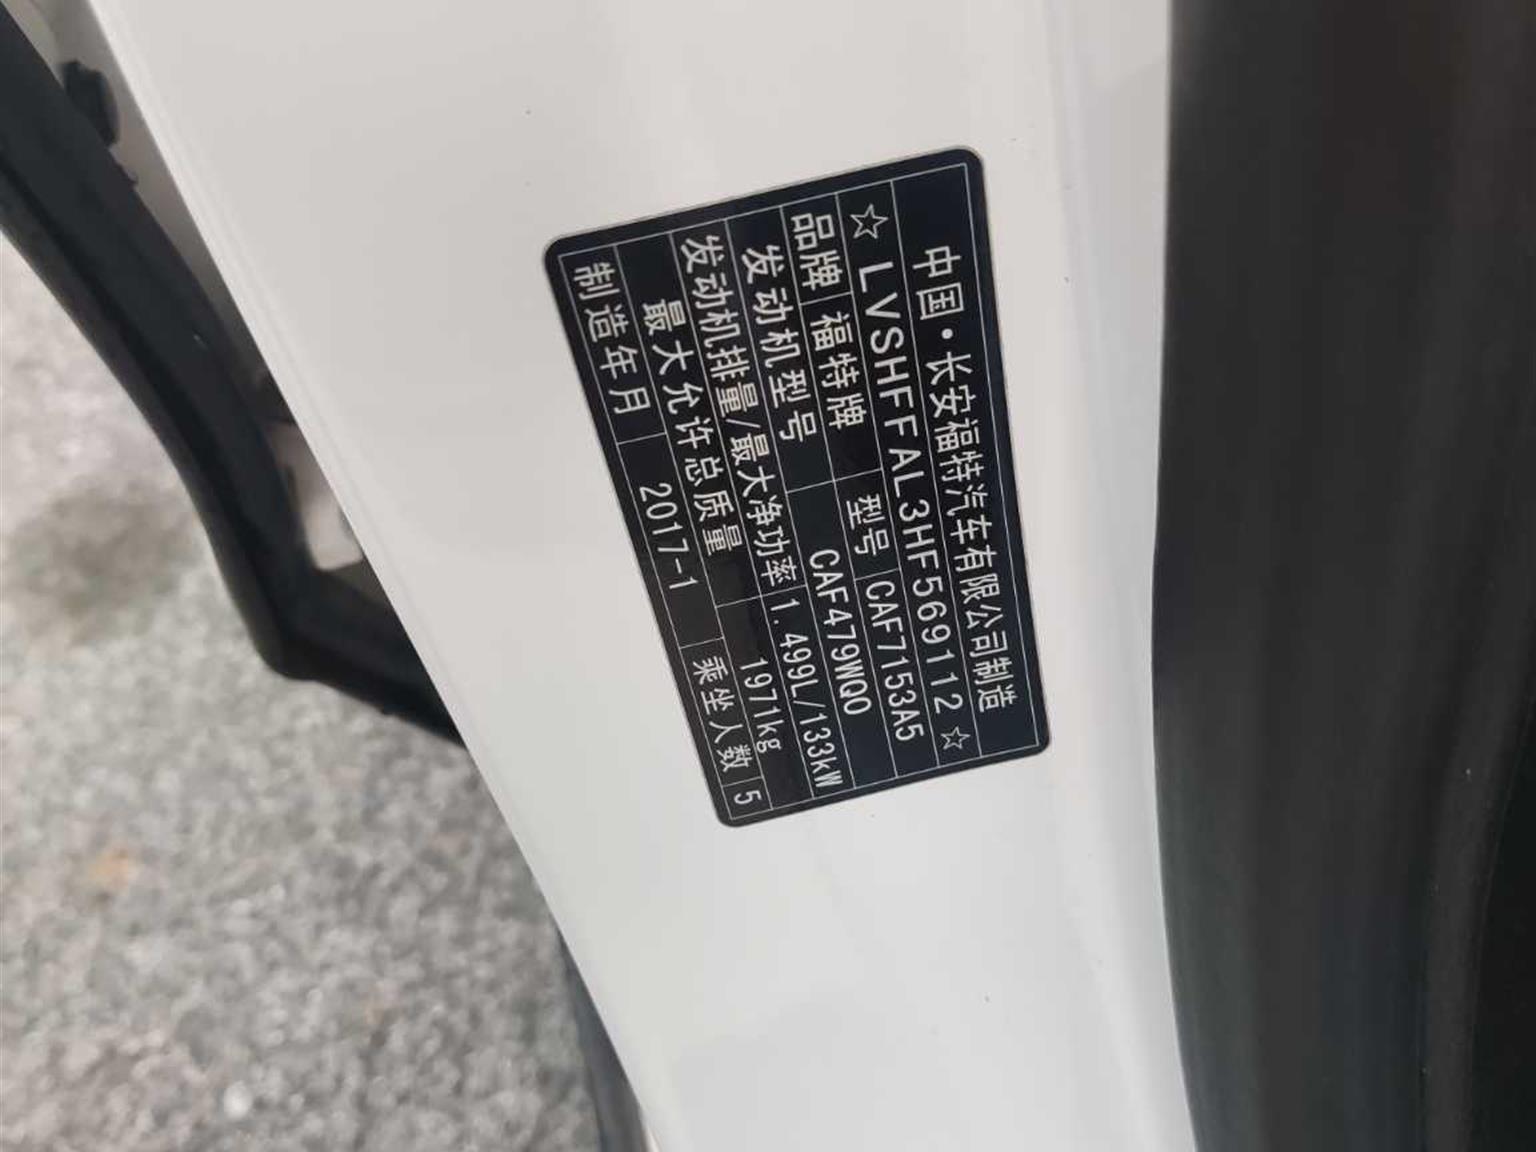 中国·长安福特汽车有限公司制造
☆LVSHFFAL3HF569112☆
品牌 福特牌 型号 CAF7153A5
发动机型号 CAF479WQ0
发动机排量/最大净功率 1.499L/133kW
最大允许总质量 1971kg
制造年月 2017-1 乘坐人数 5